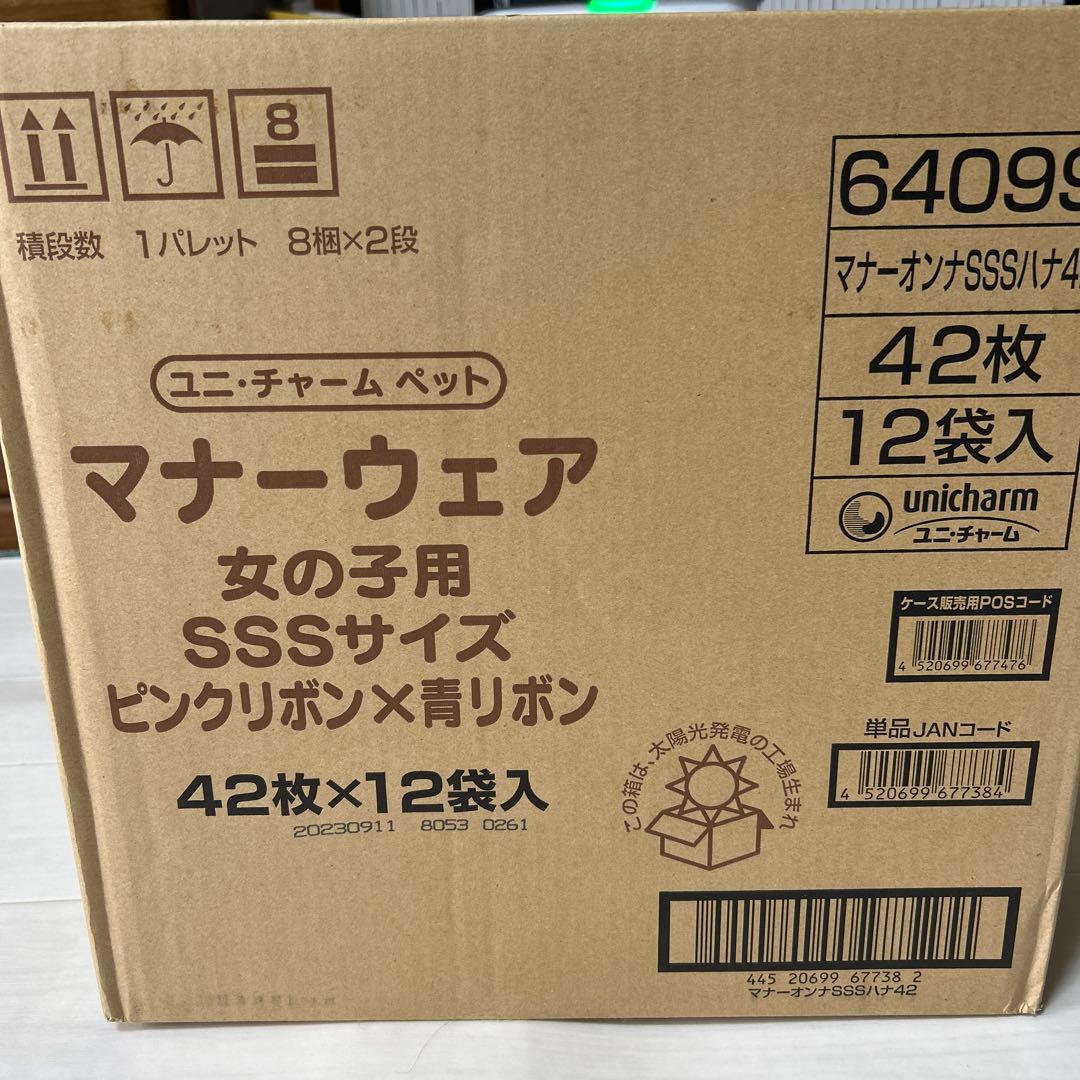 8
積段数 1パレット 8梱×2段
ユニ・チャーム ペット
マナーウェア
女の子用
SSSサイズ
ピンクリボン×青リボン
42枚×12袋入
20230911 8053 0261
64099
マナーオンナSSSハナ42
42枚
12袋入
unicharm
ユニ・チャーム
ケース販売用POSコード
4 520699 677476
単品JANコード
4 520699 677384
この箱は、太陽光発電の工場生まれ
445 20699 67738 2
マナーオンナSSSハナ42